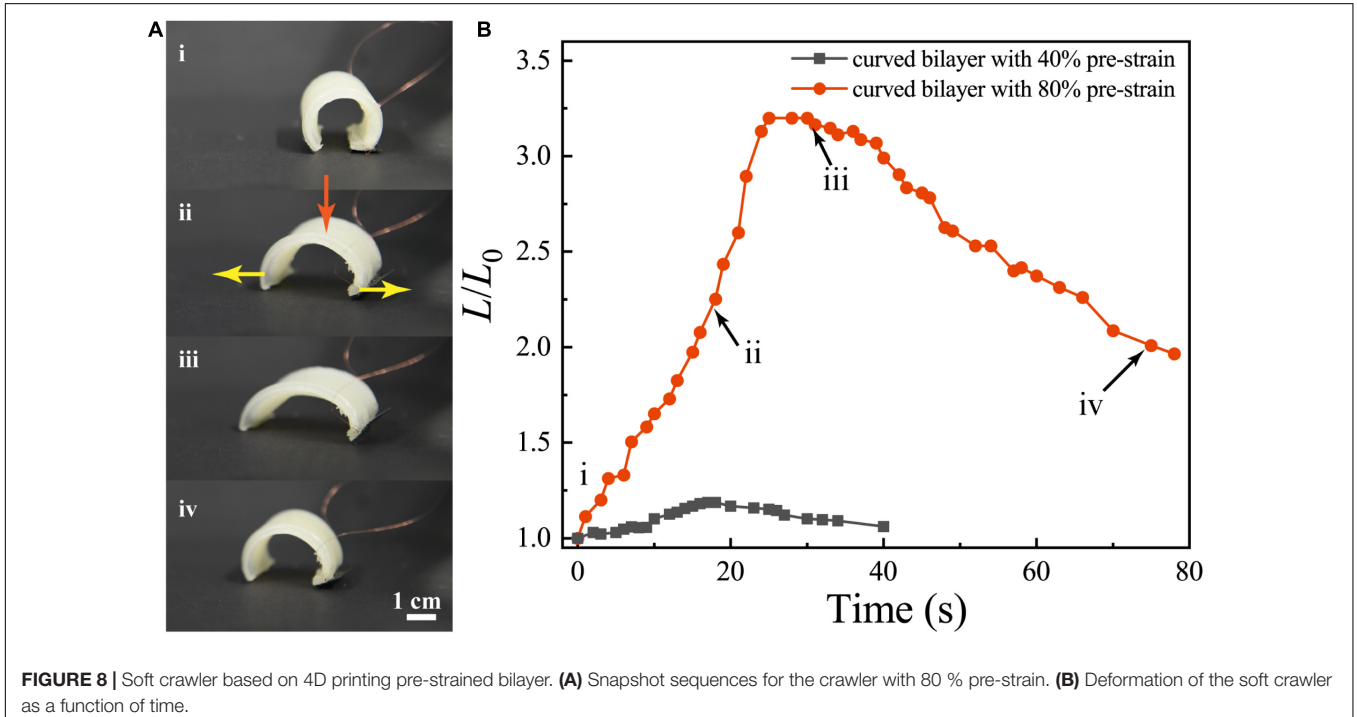 A
i
ii
iii
iv
1 cm
B
curved bilayer with 40% pre-strain
curved bilayer with 80% pre-strain
3.5
3.0
2.5
2.0
1.5
1.0
L/L0
i
ii
iii
iv
0
20
40
60
80
Time (s)
FIGURE 8 | Soft crawler based on 4D printing pre-strained bilayer. (A) Snapshot sequences for the crawler with 80 % pre-strain. (B) Deformation of the soft crawler
as a function of time.